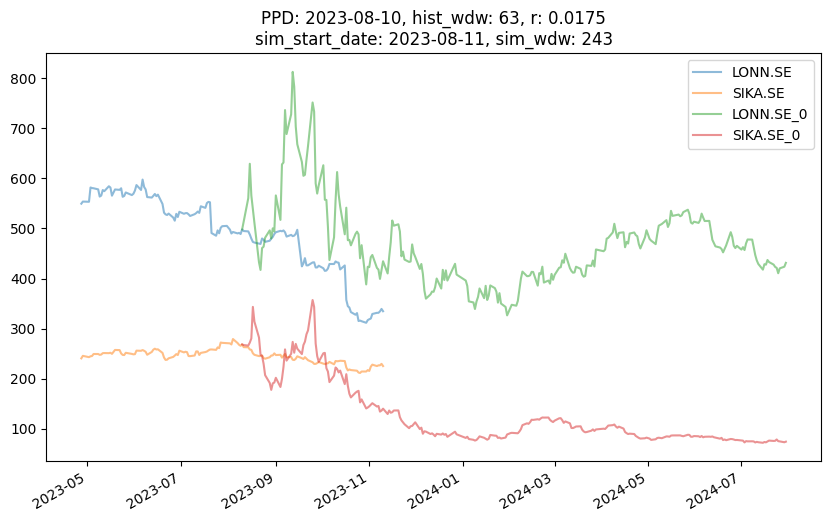 PPD: 2023-08-10, hist_wdw: 63, r: 0.0175
sim_start_date: 2023-08-11, sim_wdw: 243
LONN.SE
SIKA.SE
LONN.SE_0
SIKA.SE_0
800
700
600
500
400
300
200
100
2023-05
2023-07
2023-09
2023-11
2024-01
2024-03
2024-05
2024-07